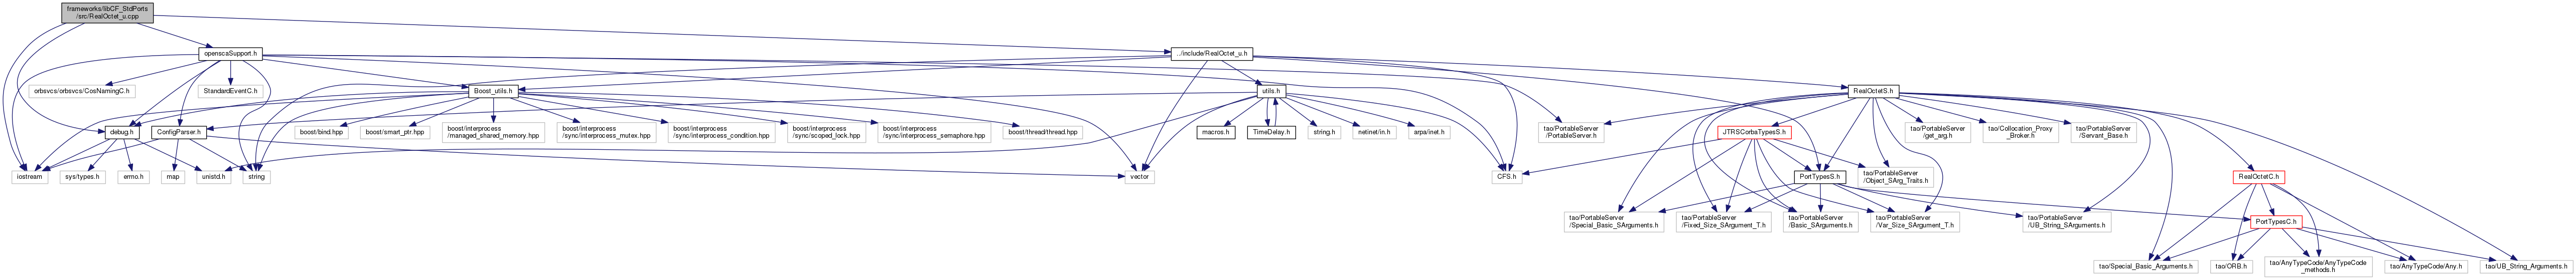 frameworks/libCF_StdPorts
/src/RealOctet_u.cpp
openscaSupport.h
../include/RealOctet_u.h
orbsvcs/orbsvcs/CosNamingC.h
StandardEventC.h
Boost_utils.h
utils.h
RealOctetS.h
debug.h
ConfigParser.h
boost/bind.hpp
boost/smart_ptr.hpp
boost/interprocess
/managed_shared_memory.hpp
boost/interprocess
/sync/interprocess_mutex.hpp
boost/interprocess
/sync/interprocess_condition.hpp
boost/interprocess
/sync/scoped_lock.hpp
boost/interprocess
/sync/interprocess_semaphore.hpp
boost/thread/thread.hpp
macros.h
TimeDelay.h
string.h
netinet/in.h
arpa/inet.h
tao/PortableServer
/PortableServer.h
JTRSCorbaTypesS.h
tao/PortableServer
/get_arg.h
tao/Collocation_Proxy
_Broker.h
tao/PortableServer
/Servant_Base.h
iostream
sys/types.h
errno.h
map
unistd.h
string
vector
CFS.h
PortTypesS.h
tao/PortableServer
/Object_SArg_Traits.h
RealOctetC.h
tao/PortableServer
/Special_Basic_SArguments.h
tao/PortableServer
/Fixed_Size_SArgument_T.h
tao/PortableServer
/Basic_SArguments.h
tao/PortableServer
/Var_Size_SArgument_T.h
tao/PortableServer
/UB_String_SArguments.h
PortTypesC.h
tao/Special_Basic_Arguments.h
tao/ORB.h
tao/AnyTypeCode/AnyTypeCode
_methods.h
tao/AnyTypeCode/Any.h
tao/UB_String_Arguments.h